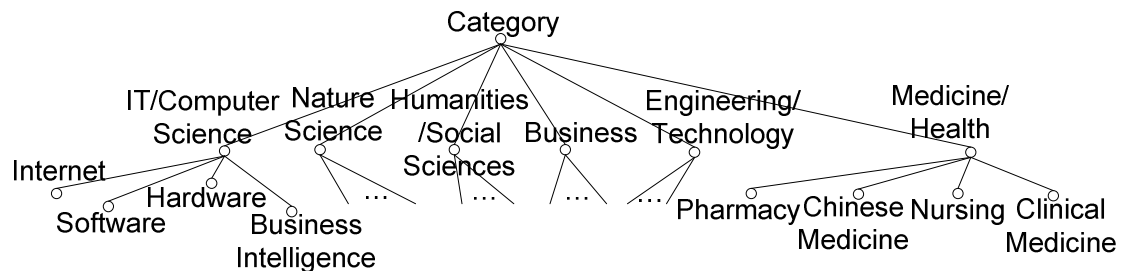 Category
IT/Computer
Science
Nature
Science
Humanities
/Social
Sciences
Business
Engineering/
Technology
Medicine/
Health
Internet
Software
Hardware
Business
Intelligence
...
...
...
...
Pharmacy
Chinese
Medicine
Nursing
Clinical
Medicine